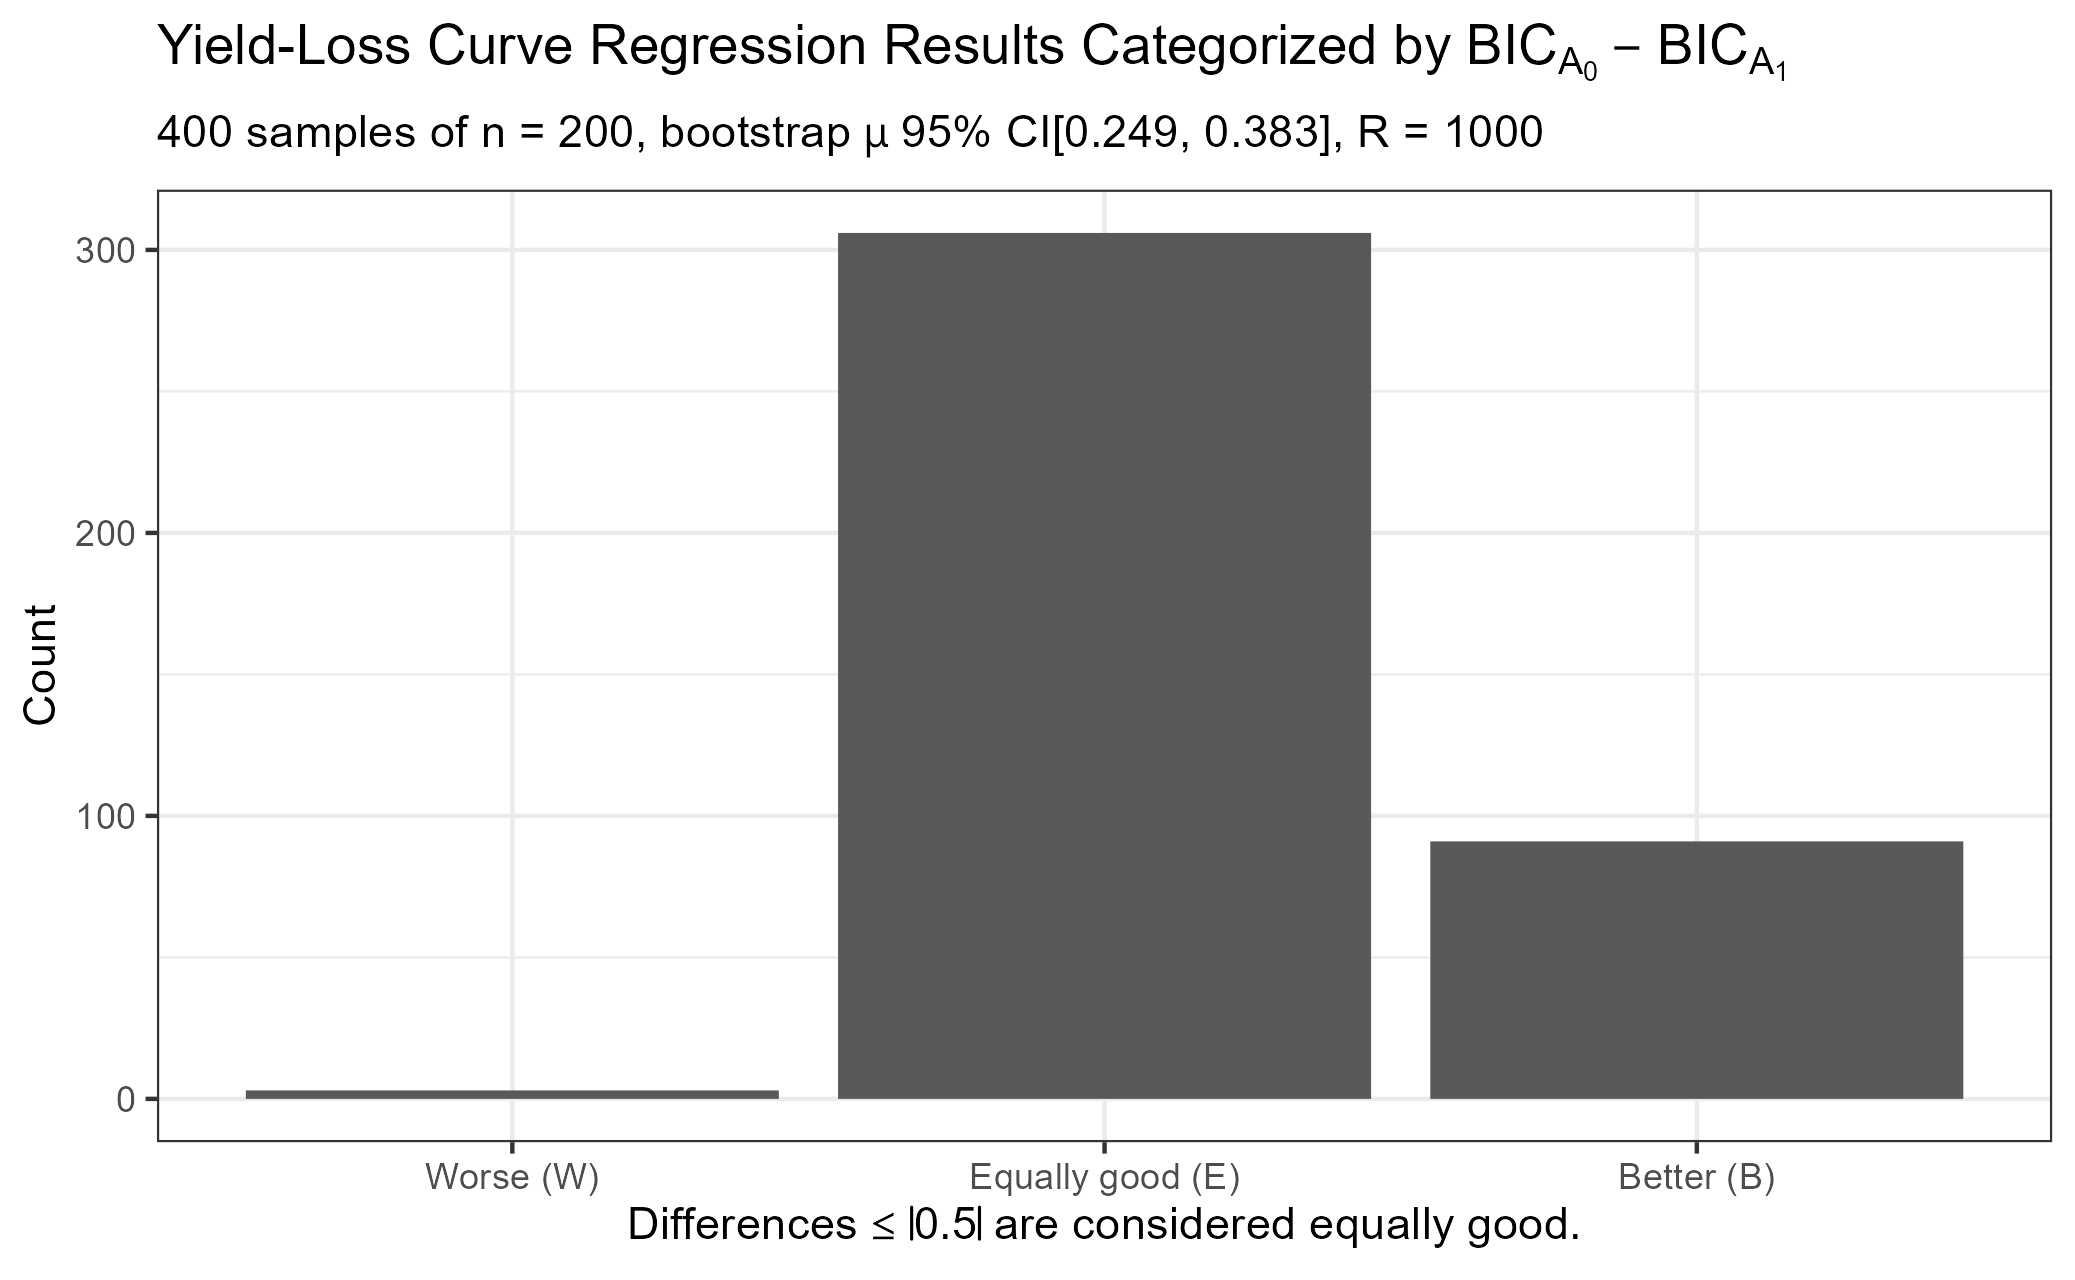 Yield-Loss Curve Regression Results Categorized by BIC_A₀ − BIC_A₁
400 samples of n = 200, bootstrap μ 95% CI[0.249, 0.383], R = 1000
Count
300
200
100
0
Worse (W) Equally good (E) Better (B)
Differences ≤ |0.5| are considered equally good.